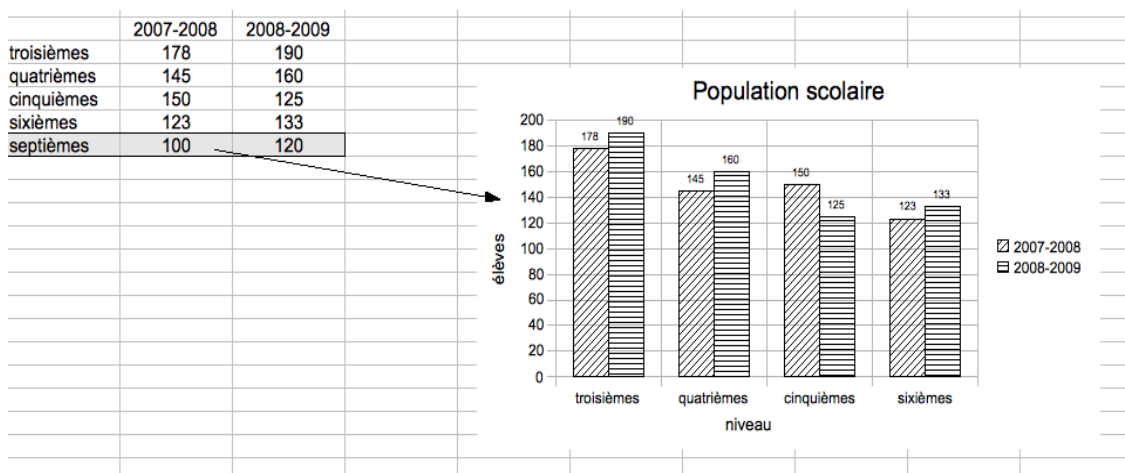 2007-2008 2008-2009
troisièmes 178 190
quatrièmes 145 160
cinquièmes 150 125
sixièmes 123 133
septièmes 100 120
Population scolaire
200
180
160
140
120
100
80
60
40
20
0
élèves
178 190
145 160
150 125
123 133
troisièmes quatrièmes cinquièmes sixièmes
niveau
2007-2008
2008-2009